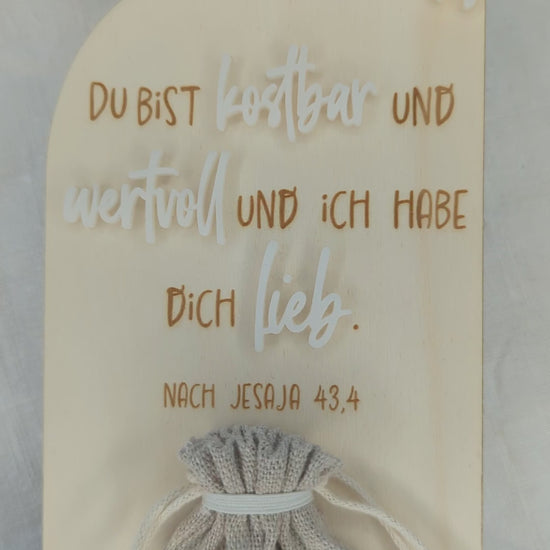 DU BiST kostbar UND
wertvoll UND iCH HABE
DiCH lieb.
NACH JESAJA 43,4